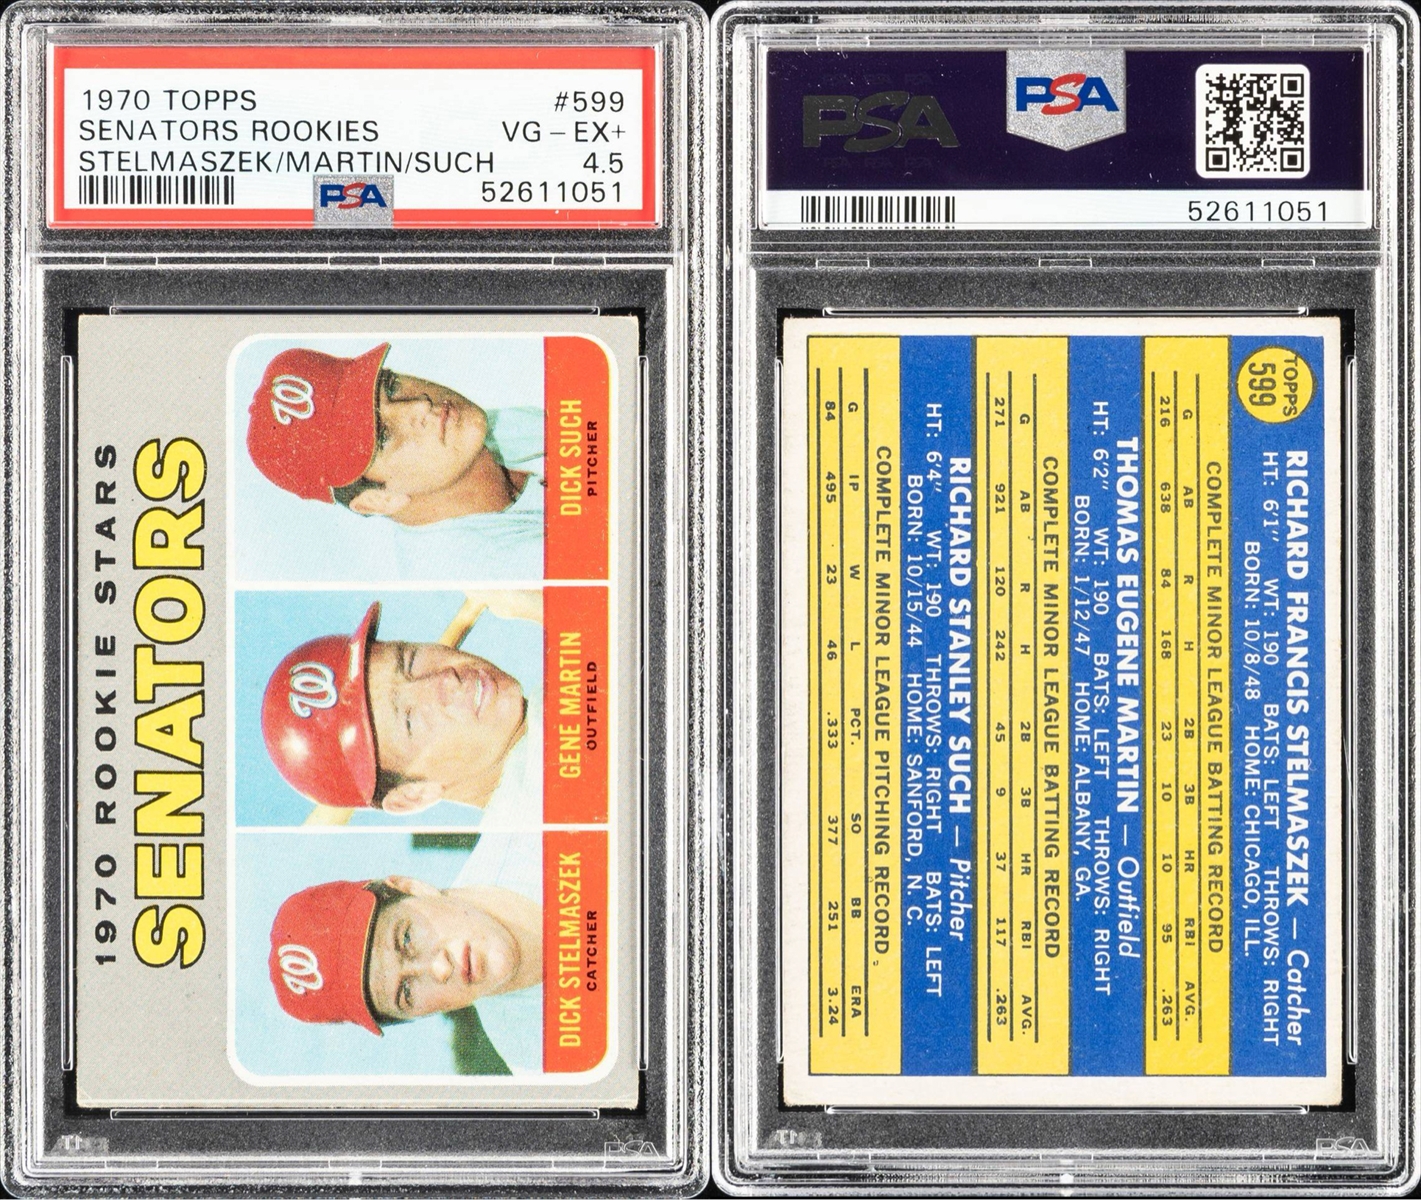 1970 TOPPS #599
SENATORS ROOKIES VG - EX+
STELMASZEK/MARTIN/SUCH 4.5
PSA 52611051
1970 ROOKIE STARS
SENATORS
W
DICK STELMASZEK
CATCHER
W
GENE MARTIN
OUTFIELD
W
DICK SUCH
PITCHER
PSA
PSA
PSA
52611051
TOPPS
599
RICHARD FRANCIS STELMASZEK — Catcher
HT: 6'1" WT: 190 BATS: LEFT THROWS: RIGHT
BORN: 10/8/48 HOME: CHICAGO, ILL.
COMPLETE MINOR LEAGUE BATTING RECORD
G AB R H 2B 3B HR RBI AVG.
216 638 84 168 23 10 10 95 .263
THOMAS EUGENE MARTIN — Outfield
HT: 6'2" WT: 190 BATS: LEFT THROWS: RIGHT
BORN: 1/12/47 HOME: ALBANY, GA.
COMPLETE MINOR LEAGUE BATTING RECORD
G AB R H 2B 3B HR RBI AVG.
271 921 120 242 45 9 37 117 .263
RICHARD STANLEY SUCH — Pitcher
HT: 6'4" WT: 190 THROWS: RIGHT BATS: LEFT
BORN: 10/15/44 HOME: SANFORD, N. C.
COMPLETE MINOR LEAGUE PITCHING RECORD
G IP W L PCT. SO BB ERA
84 495 23 46 .333 377 251 3.24
PSA